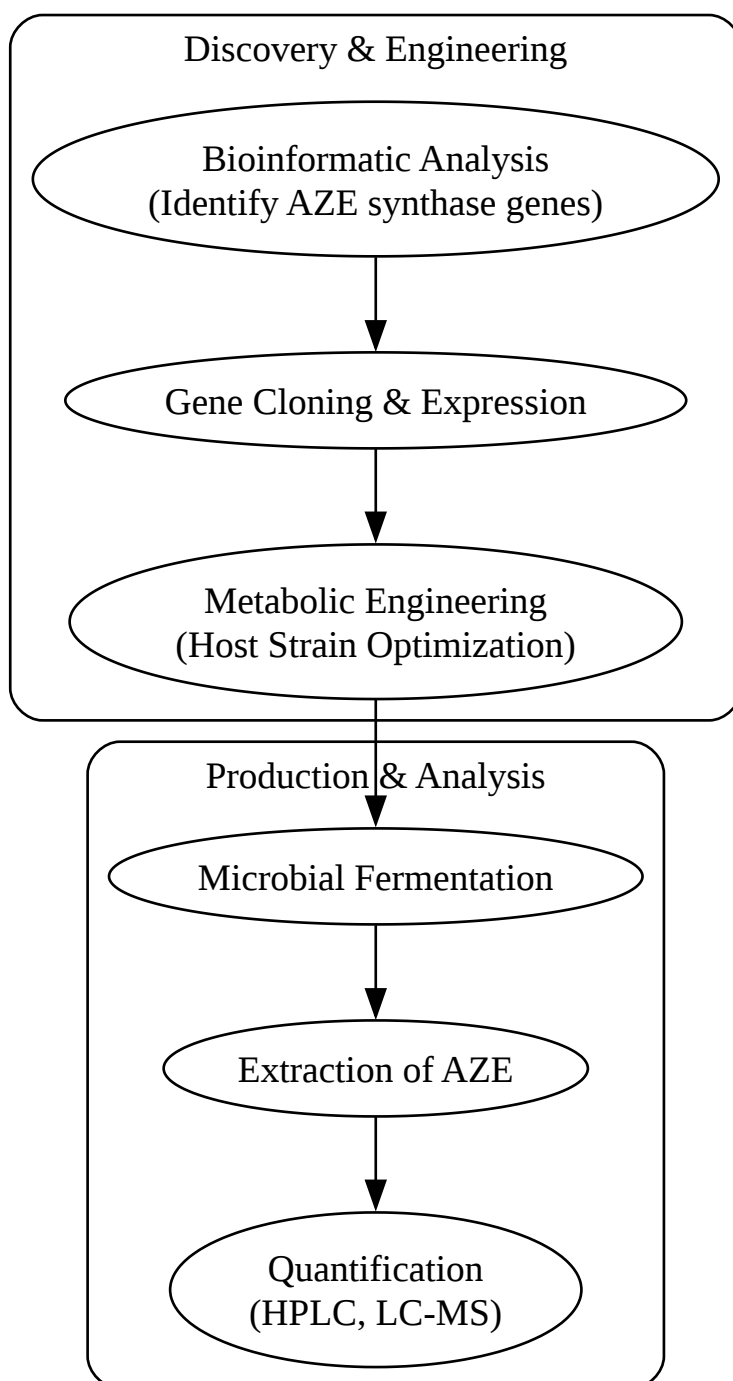 Discovery & Engineering
Bioinformatic Analysis
(Identify AZE synthase genes)
Gene Cloning & Expression
Metabolic Engineering
(Host Strain Optimization)
Production & Analysis
Microbial Fermentation
Extraction of AZE
Quantification
(HPLC, LC-MS)